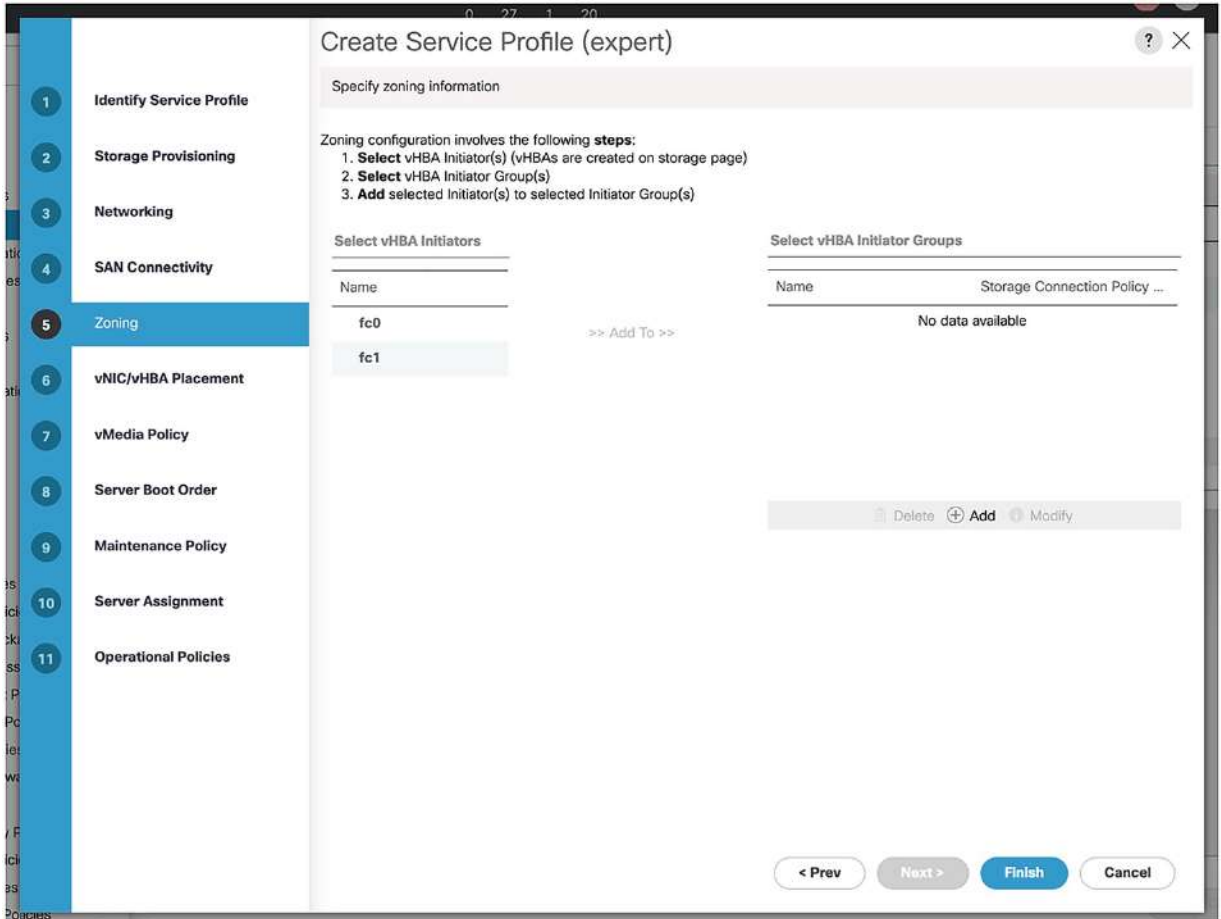 0 27 1 20
Create Service Profile (expert)
?
Specify zoning information
1 Identify Service Profile
2 Storage Provisioning
3 Networking
4 SAN Connectivity
5 Zoning
6 vNIC/vHBA Placement
7 vMedia Policy
8 Server Boot Order
9 Maintenance Policy
10 Server Assignment
11 Operational Policies
Zoning configuration involves the following steps:
1. Select vHBA Initiator(s) (vHBAs are created on storage page)
2. Select vHBA Initiator Group(s)
3. Add selected Initiator(s) to selected Initiator Group(s)
Select vHBA Initiators
Name
fc0
fc1
>> Add To >>
Select vHBA Initiator Groups
Name Storage Connection Policy ...
No data available
Delete Add Modify
< Prev Next > Finish Cancel
Policies